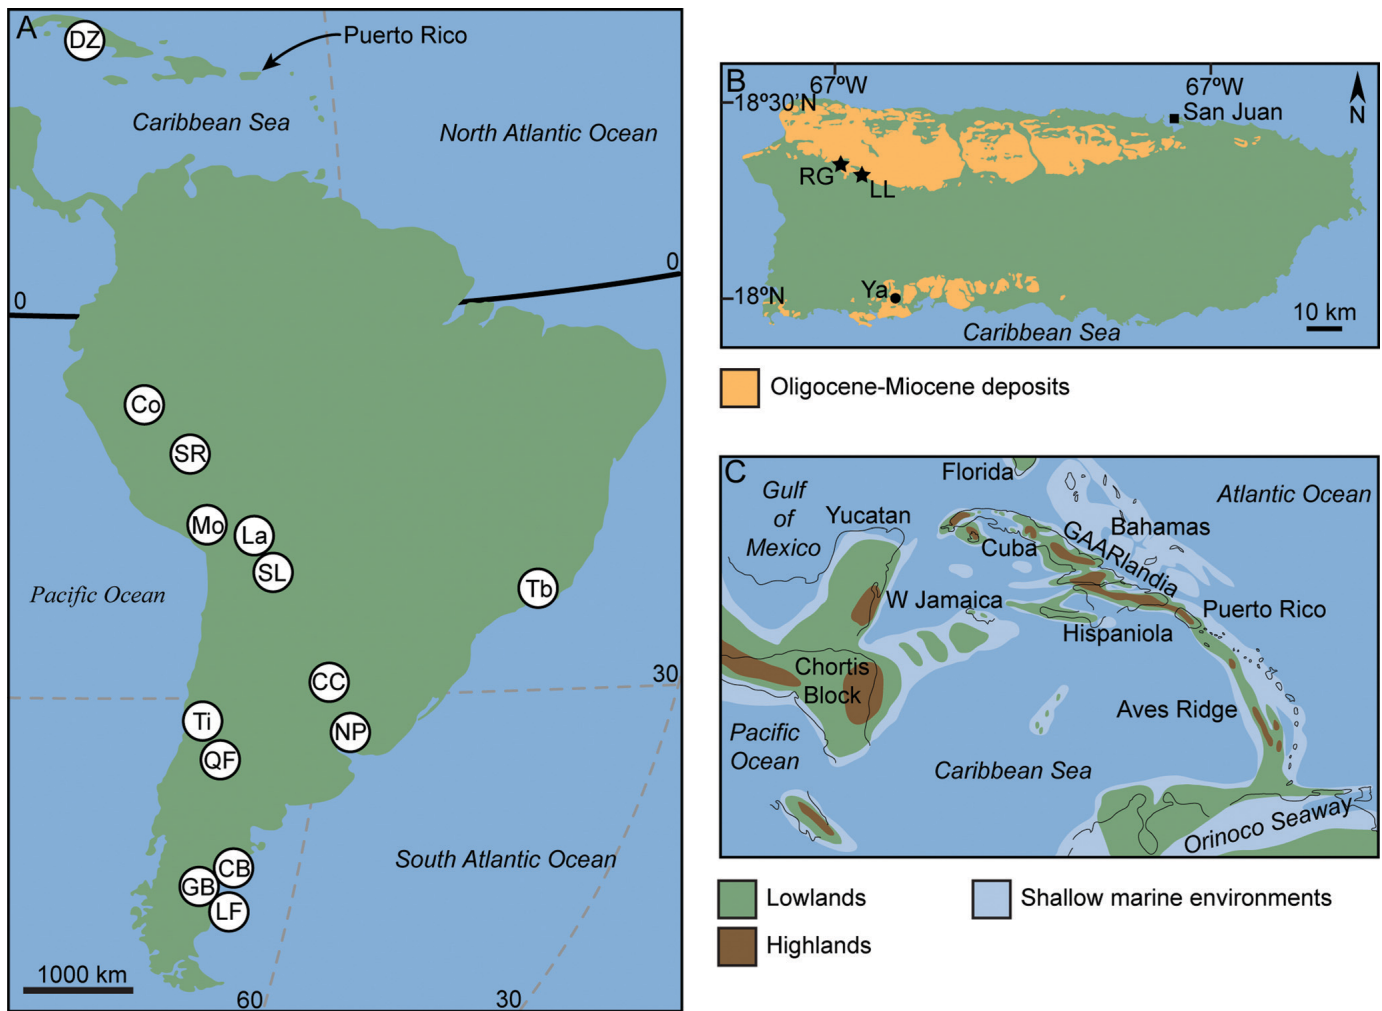 A
DZ
Puerto Rico
Caribbean Sea
North Atlantic Ocean
0
0
Co
SR
Mo
La
SL
Tb
Pacific Ocean
CC
30
Ti
NP
QF
South Atlantic Ocean
CB
GB
LF
1000 km
60
30
B
67ºW
67ºW
18º30'N
San Juan
N
RG
LL
Ya
18ºN
Caribbean Sea
10 km
Oligocene-Miocene deposits
C
Florida
Gulf
of
Mexico
Atlantic Ocean
Yucatan
Bahamas
Cuba
GAARlandia
W Jamaica
Puerto Rico
Hispaniola
Chortis
Block
Aves Ridge
Pacific
Ocean
Caribbean Sea
Orinoco Seaway
Lowlands
Shallow marine environments
Highlands